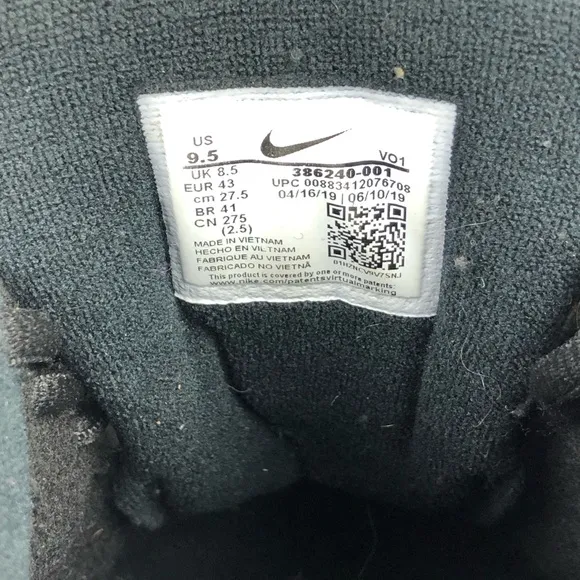 US
9.5 VO1
UK 8.5 386240-001
EUR 43 UPC 00883412076708
cm 27.5 04/16/19 | 06/10/19
BR 41
CN 275
(2.5)
MADE IN VIETNAM
HECHO EN VIETNAM
FABRIQUE AU VIETNAM
FABRICADO NO VIETNÃ
This product is covered by one or more patents:
www.nike.com/patentsvirtualmarking